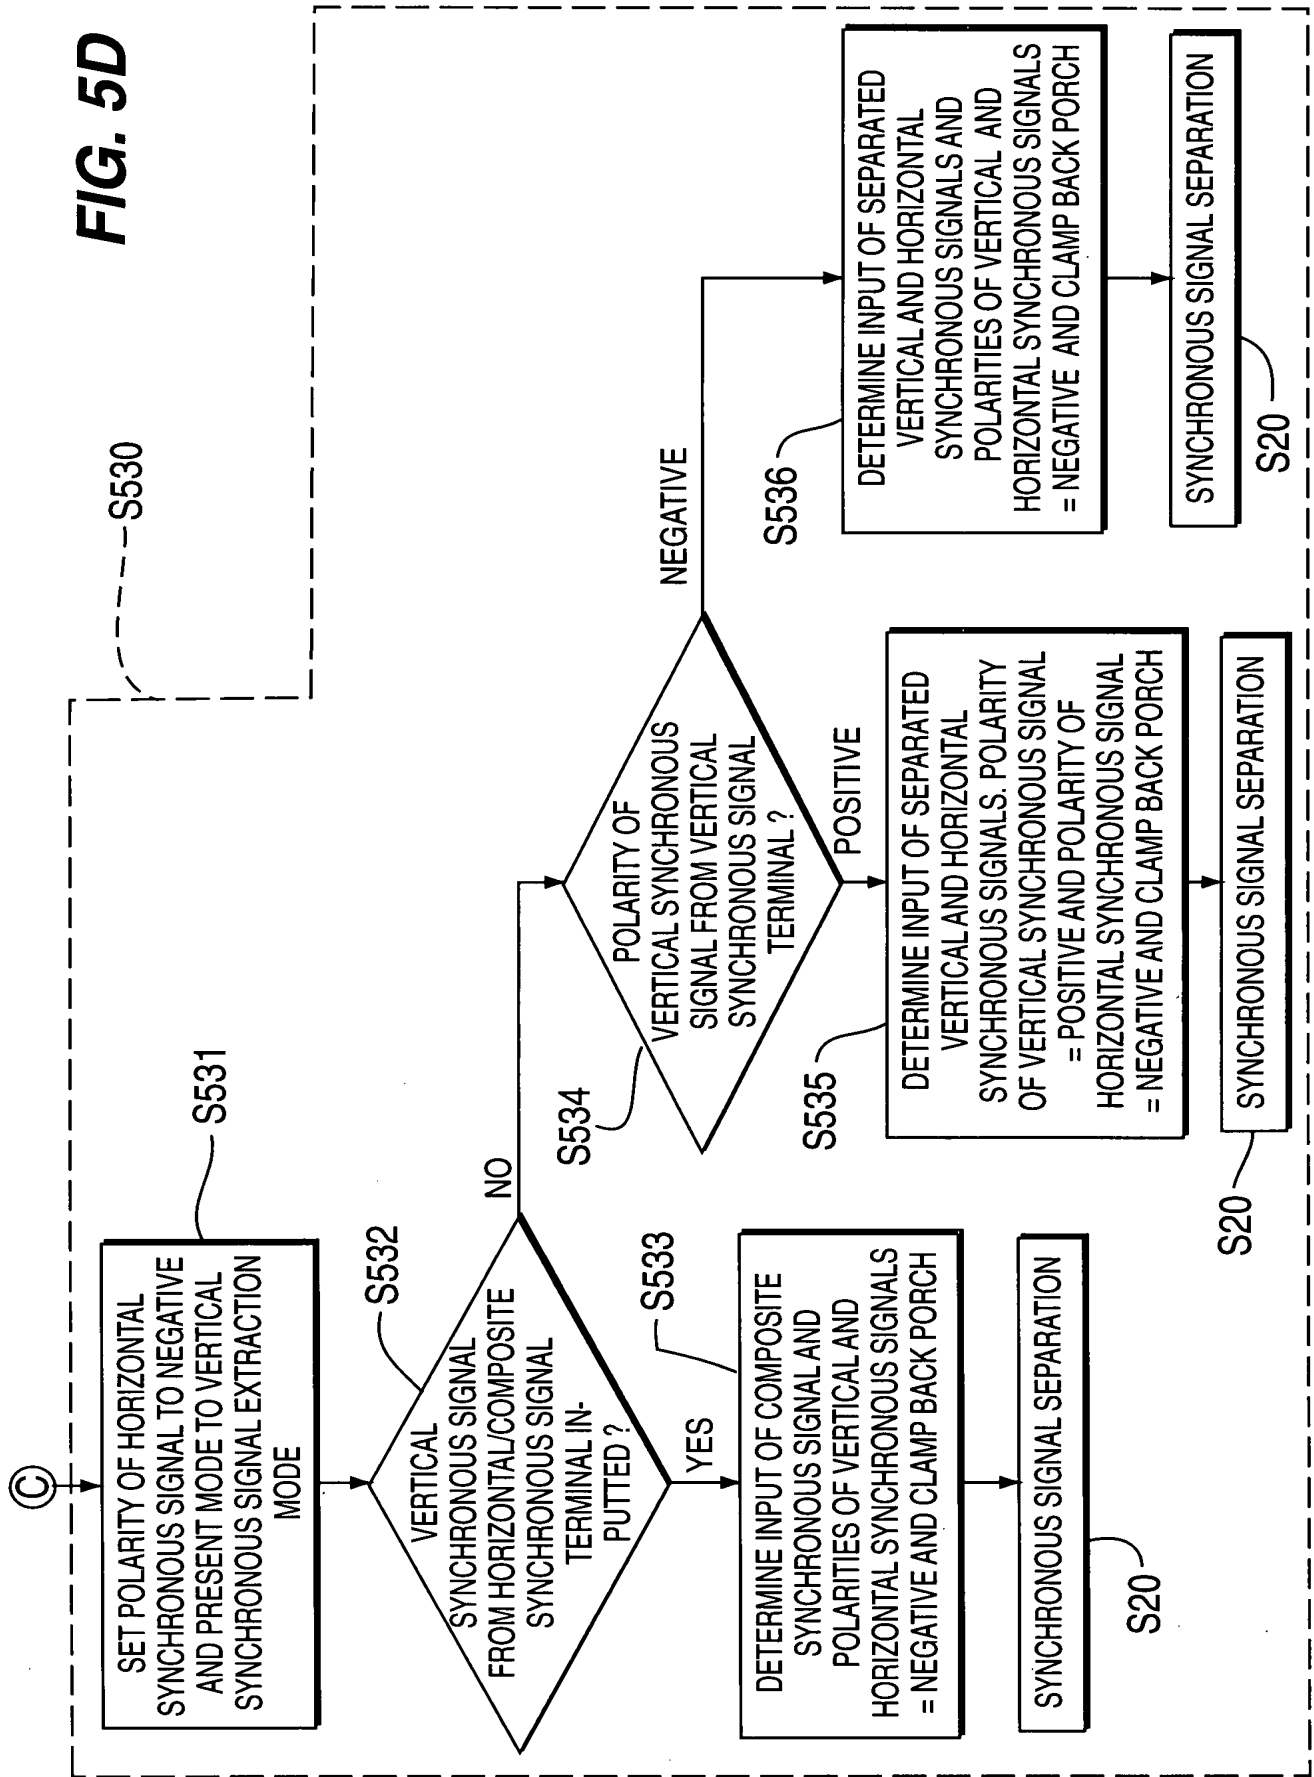 FIG. 5D
S530
C
SET POLARITY OF HORIZONTAL
SYNCHRONOUS SIGNAL TO NEGATIVE
AND PRESENT MODE TO VERTICAL
SYNCHRONOUS SIGNAL EXTRACTION
MODE
S531
VERTICAL
SYNCHRONOUS SIGNAL
FROM HORIZONTAL/COMPOSITE
SYNCHRONOUS SIGNAL
TERMINAL IN-
PUTTED ?
S532
NO
YES
DETERMINE INPUT OF COMPOSITE
SYNCHRONOUS SIGNAL AND
POLARITIES OF VERTICAL AND
HORIZONTAL SYNCHRONOUS SIGNALS
= NEGATIVE AND CLAMP BACK PORCH
S533
SYNCHRONOUS SIGNAL SEPARATION
S20
POLARITY OF
VERTICAL SYNCHRONOUS
SIGNAL FROM VERTICAL
SYNCHRONOUS SIGNAL
TERMINAL ?
S534
NEGATIVE
POSITIVE
DETERMINE INPUT OF SEPARATED
VERTICAL AND HORIZONTAL
SYNCHRONOUS SIGNALS. POLARITY
OF VERTICAL SYNCHRONOUS SIGNAL
= POSITIVE AND POLARITY OF
HORIZONTAL SYNCHRONOUS SIGNAL
= NEGATIVE AND CLAMP BACK PORCH
S535
SYNCHRONOUS SIGNAL SEPARATION
S20
DETERMINE INPUT OF SEPARATED
VERTICAL AND HORIZONTAL
SYNCHRONOUS SIGNALS AND
POLARITIES OF VERTICAL AND
HORIZONTAL SYNCHRONOUS SIGNALS
= NEGATIVE AND CLAMP BACK PORCH
S536
SYNCHRONOUS SIGNAL SEPARATION
S20